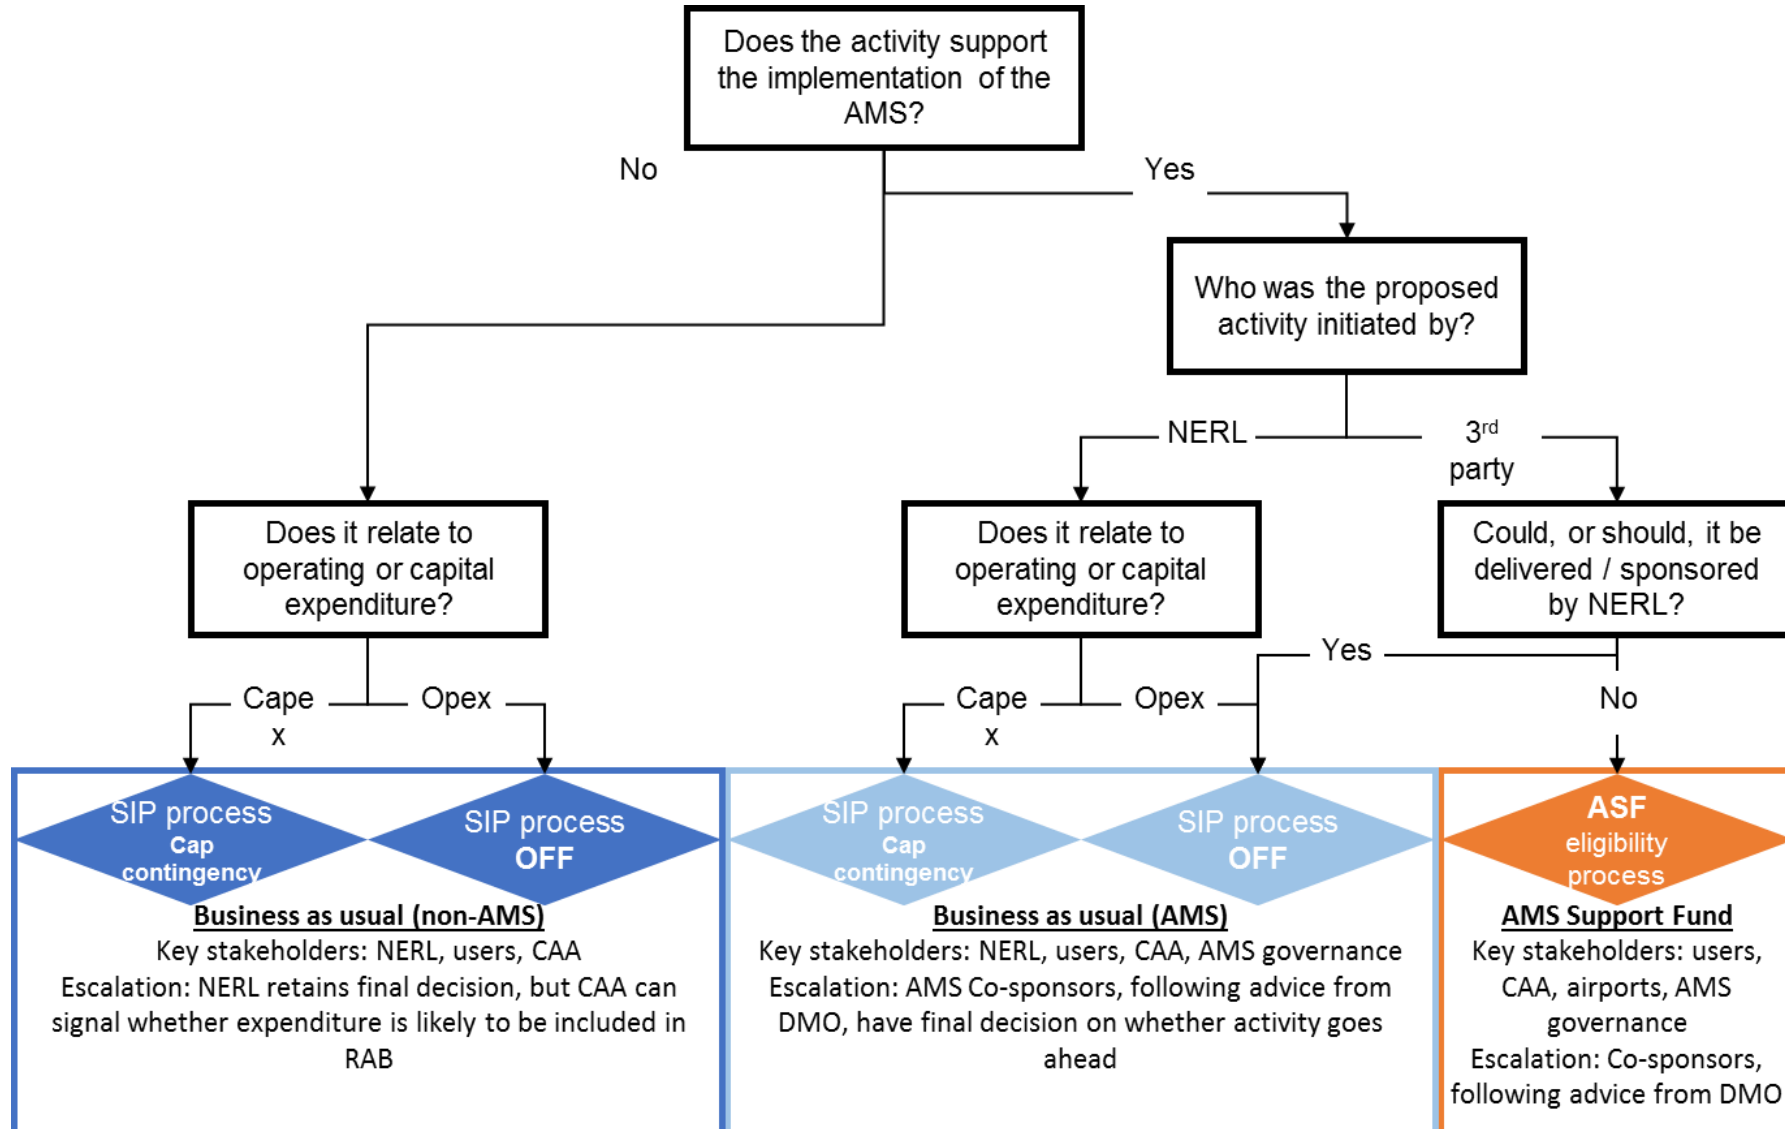 Does the activity support
the implementation of the
AMS?
No
Yes
Who was the proposed
activity initiated by?
NERL
3rd
party
Does it relate to
operating or capital
expenditure?
Does it relate to
operating or capital
expenditure?
Could, or should, it be
delivered / sponsored
by NERL?
Yes
Cape
x
Opex
Cape
x
Opex
No
SIP process
Cap
contingency
SIP process
OFF
SIP process
Cap
contingency
SIP process
OFF
ASF
eligibility
process
Business as usual (non-AMS)
Key stakeholders: NERL, users, CAA
Escalation: NERL retains final decision, but CAA can
signal whether expenditure is likely to be included in
RAB
Business as usual (AMS)
Key stakeholders: NERL, users, CAA, AMS governance
Escalation: AMS Co-sponsors, following advice from
DMO, have final decision on whether activity goes
ahead
AMS Support Fund
Key stakeholders: users,
CAA, airports, AMS
governance
Escalation: Co-sponsors,
following advice from DMO